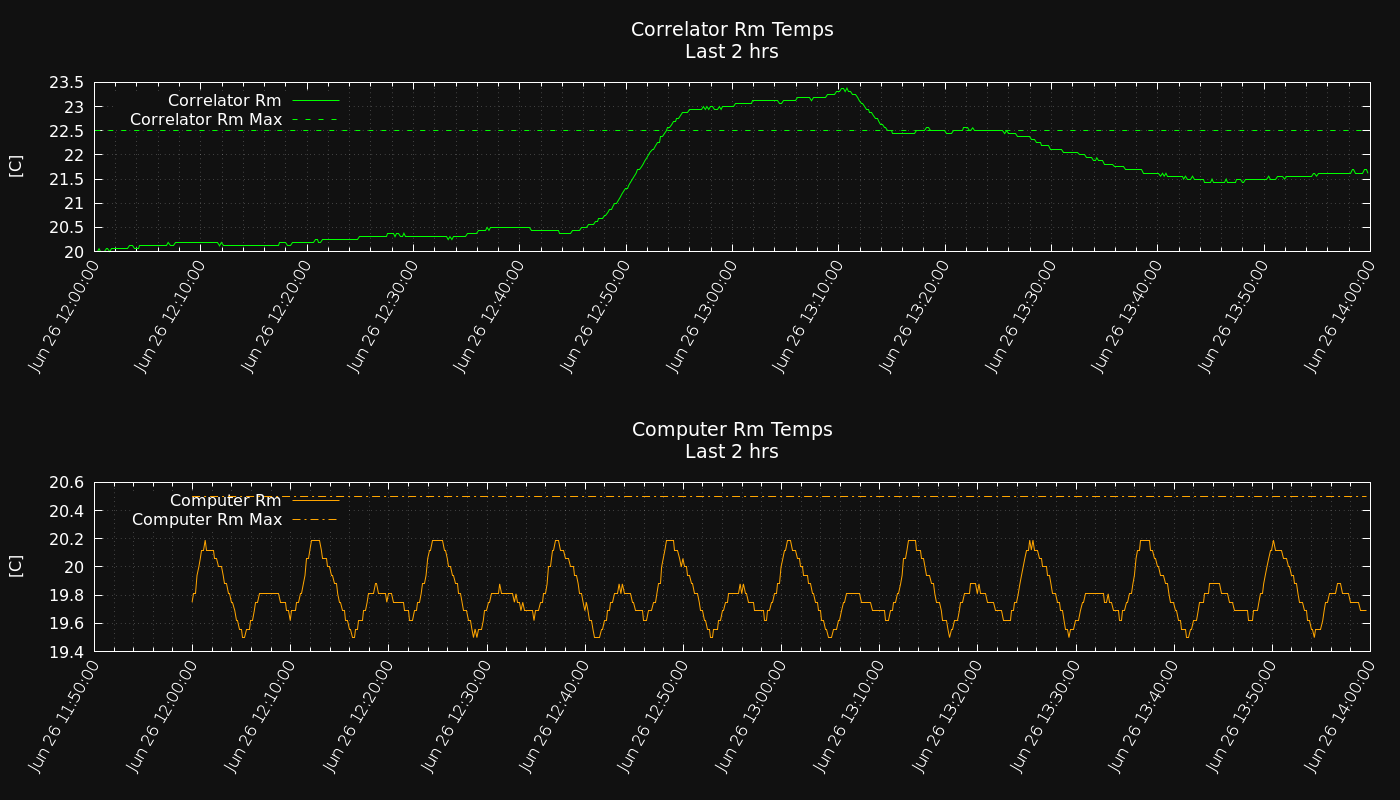 Correlator Rm Temps
Last 2 hrs
23.5
23
22.5
22
21.5
21
20.5
20
[C]
Correlator Rm
Correlator Rm Max
Jun 26 12:00:00
Jun 26 12:10:00
Jun 26 12:20:00
Jun 26 12:30:00
Jun 26 12:40:00
Jun 26 12:50:00
Jun 26 13:00:00
Jun 26 13:10:00
Jun 26 13:20:00
Jun 26 13:30:00
Jun 26 13:40:00
Jun 26 13:50:00
Jun 26 14:00:00
Computer Rm Temps
Last 2 hrs
20.6
20.4
20.2
20
19.8
19.6
19.4
[C]
Computer Rm
Computer Rm Max
Jun 26 11:50:00
Jun 26 12:00:00
Jun 26 12:10:00
Jun 26 12:20:00
Jun 26 12:30:00
Jun 26 12:40:00
Jun 26 12:50:00
Jun 26 13:00:00
Jun 26 13:10:00
Jun 26 13:20:00
Jun 26 13:30:00
Jun 26 13:40:00
Jun 26 13:50:00
Jun 26 14:00:00